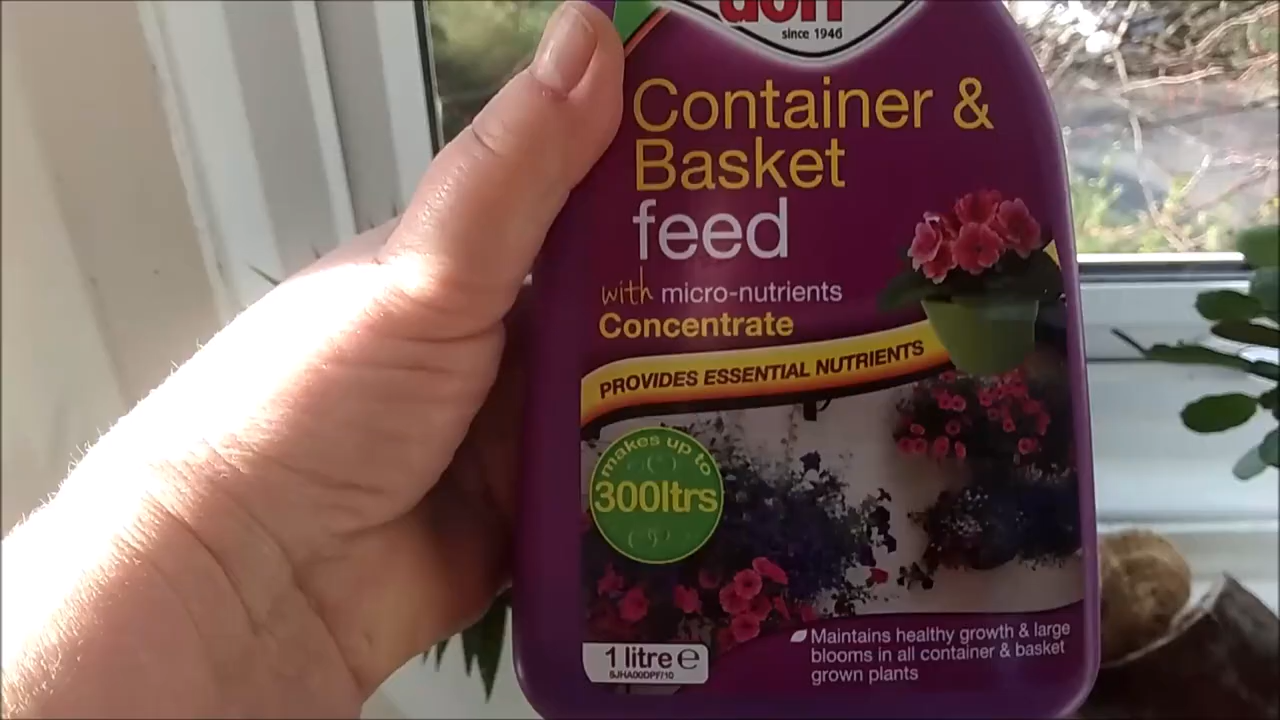 since 1946
Container &
Basket
feed
with micro-nutrients
Concentrate
PROVIDES ESSENTIAL NUTRIENTS
makes up to
300ltrs
1 litre e
Maintains healthy growth & large
blooms in all container & basket
grown plants